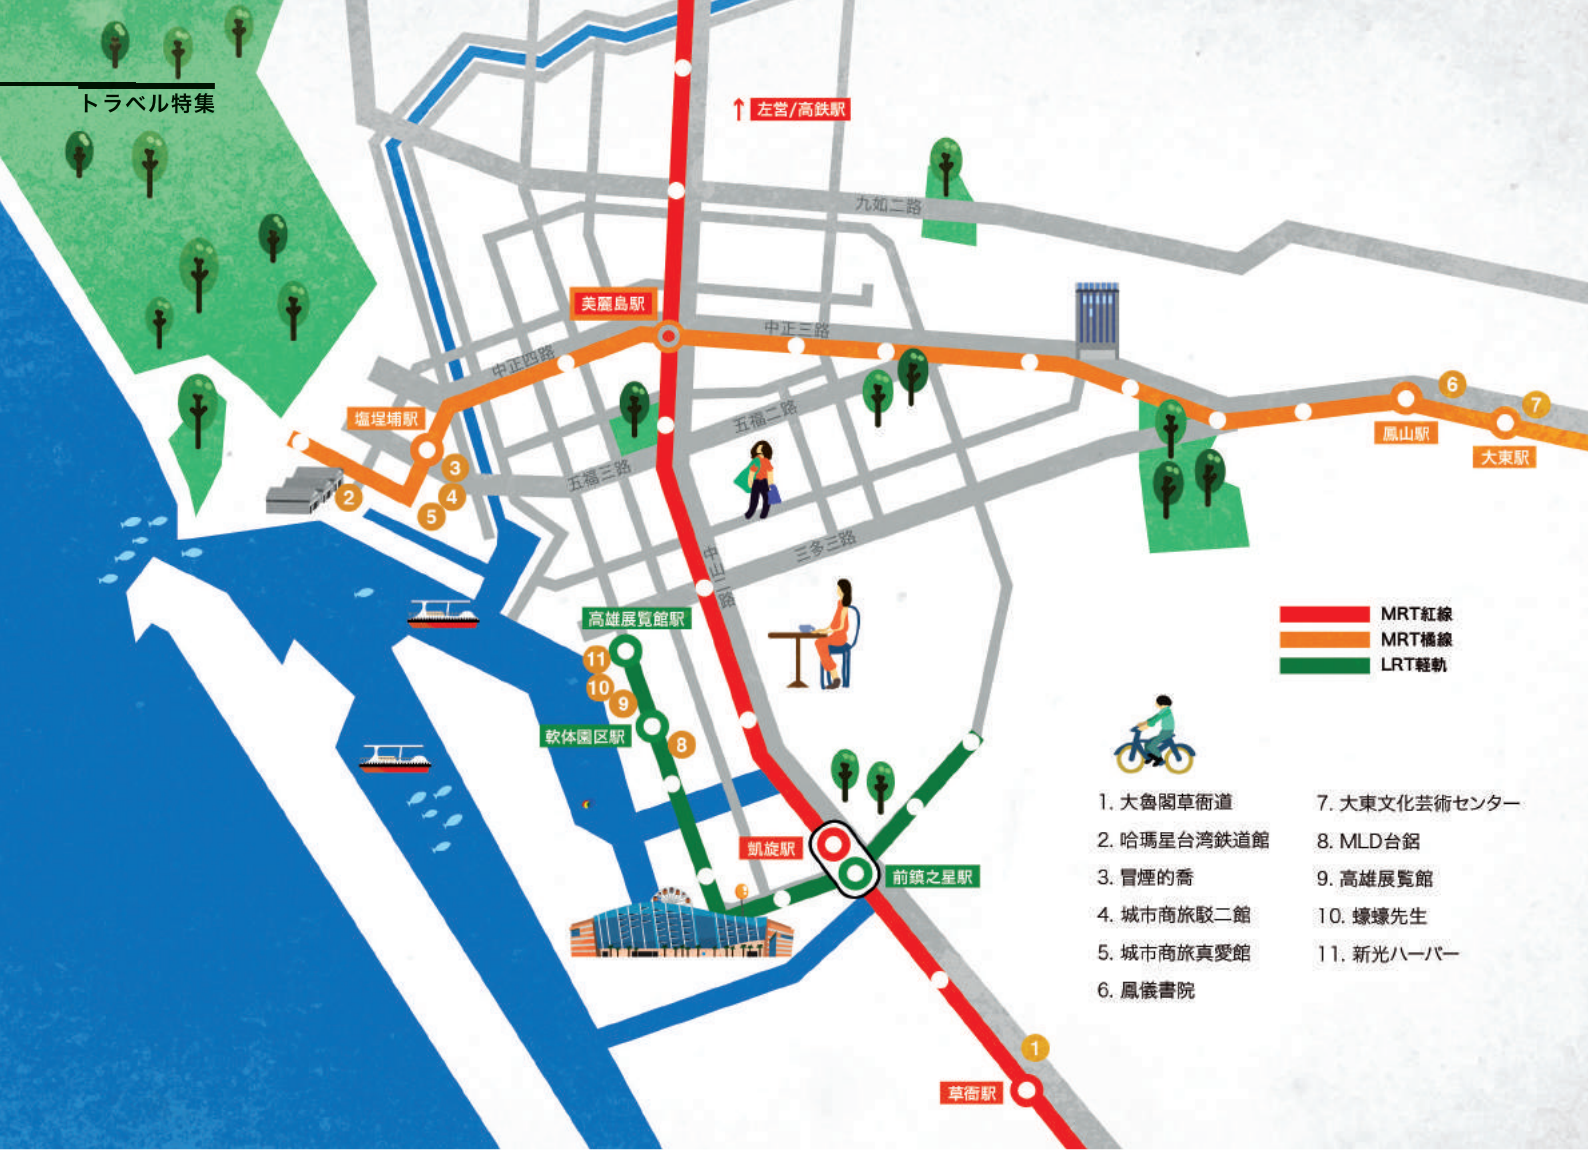 トラベル特集
↑ 左営/高鉄駅
九如二路
美麗島駅
中正三路
中正四路
塩埕埔駅
五福二路
五福三路
鳳山駅
大東駅
6
7
3
2
4
5
中山二路
三多三路
高雄展覧館駅
11
10
9
軟体園区駅
8
MRT紅線
MRT橘線
LRT軽軌
凱旋駅
前鎮之星駅
1
草衙駅
1. 大魯閣草衙道
2. 哈瑪星台湾鉄道館
3. 冒煙的喬
4. 城市商旅駁二館
5. 城市商旅真愛館
6. 鳳儀書院
7. 大東文化芸術センター
8. MLD台鋁
9. 高雄展覧館
10. 蠔蠔先生
11. 新光ハーバー